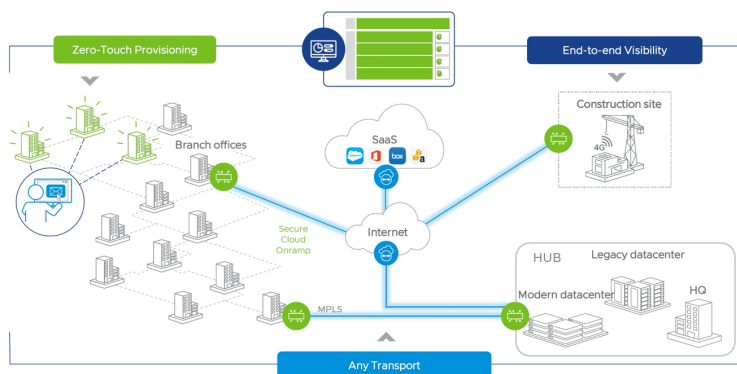 Zero-Touch Provisioning
End-to-end Visibility
Construction site
4G
Branch offices
SaaS
box
a
Internet
Secure
Cloud
Onramp
HUB
Legacy datacenter
Modern datacenter
HQ
MPLS
Any Transport